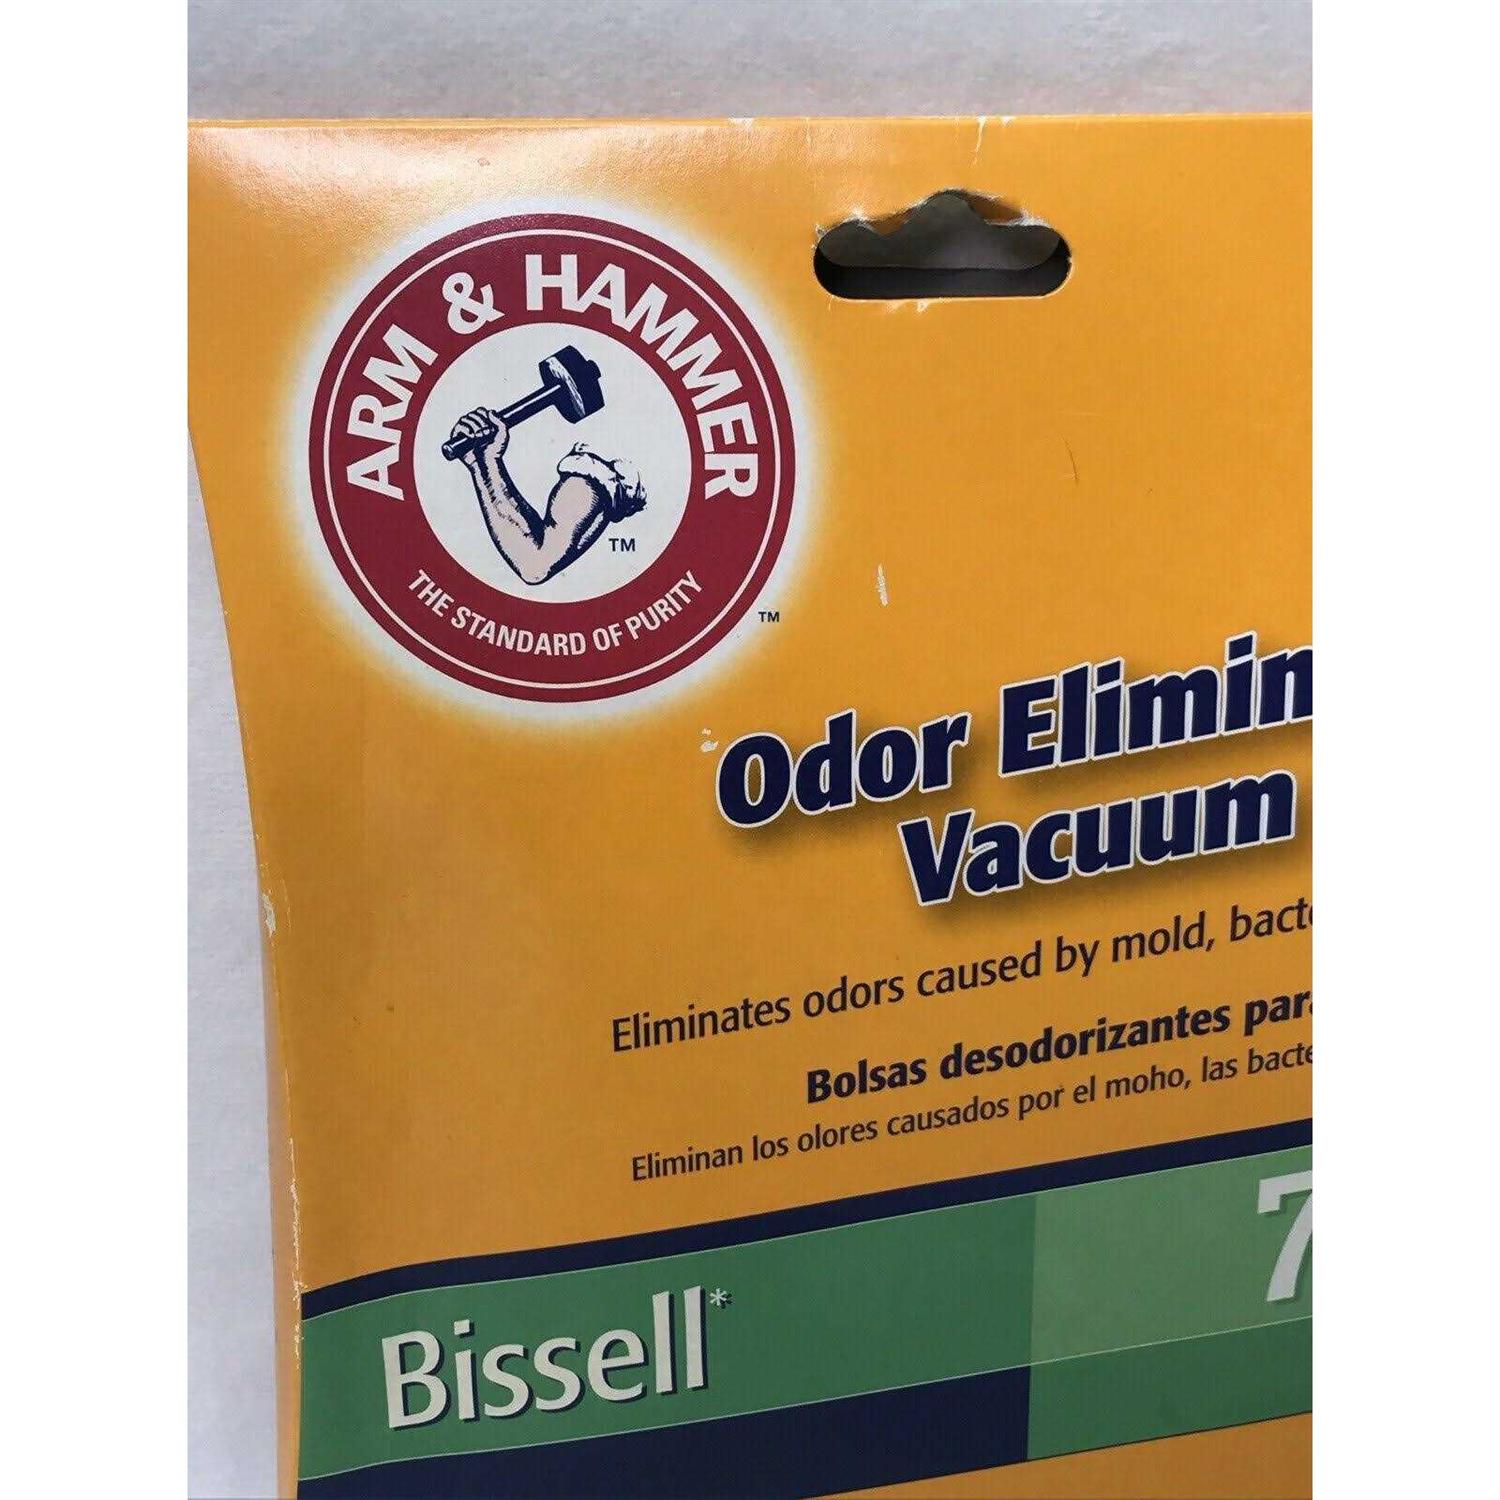 ARM & HAMMER
TM
THE STANDARD OF PURITY
TM
Odor Elimin
Vacuum
Eliminates odors caused by mold, bact
Bolsas desodorizantes par
Eliminan los olores causados por el moho, las bacte
7
Bissell*